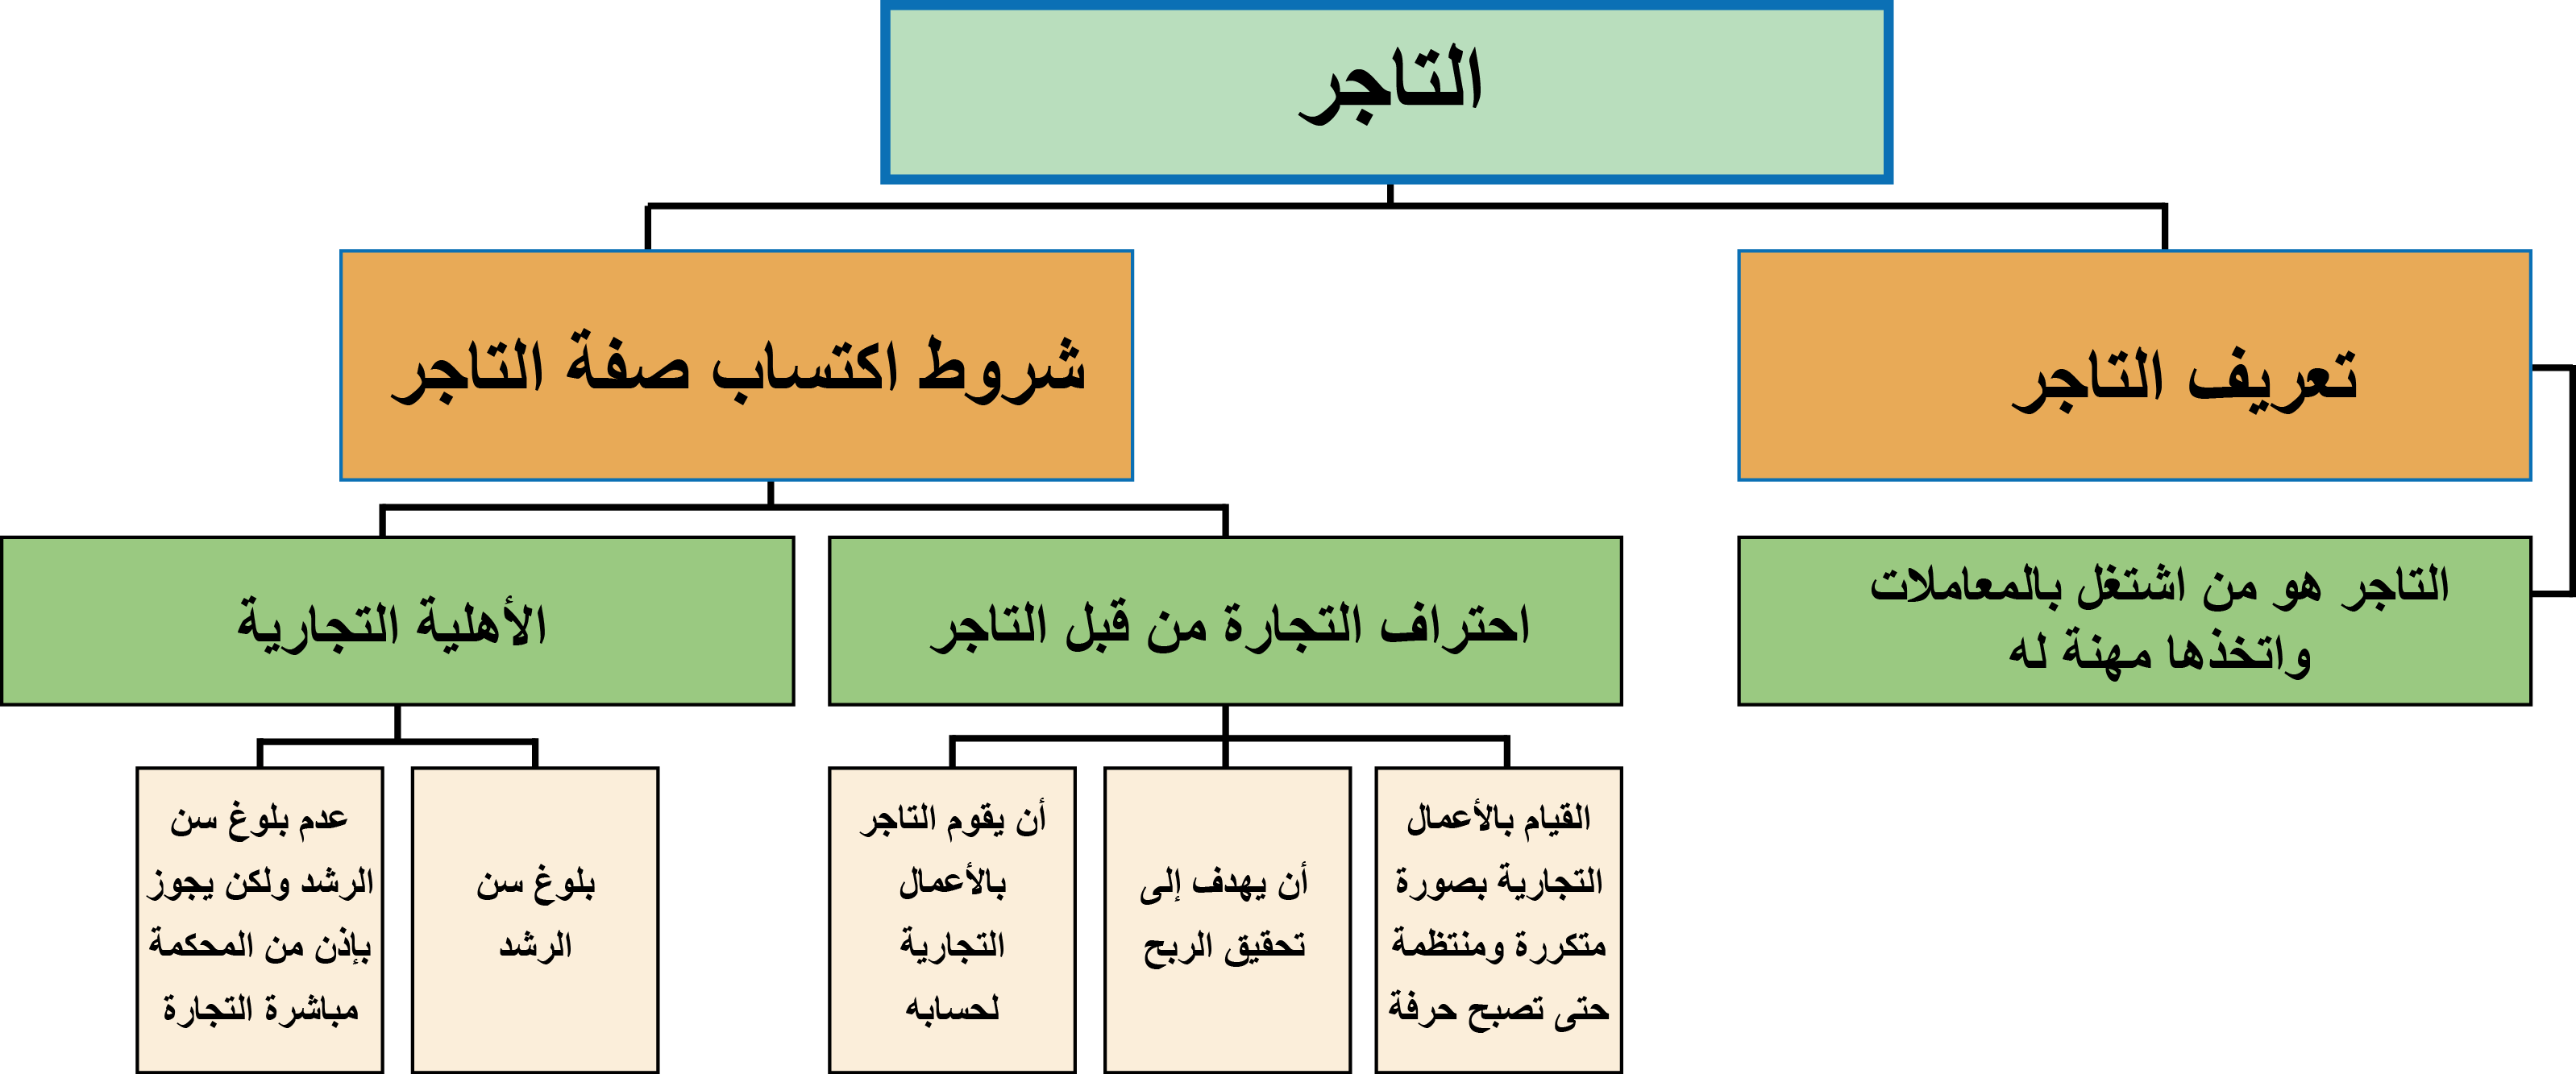 التاجر
تعريف التاجر
شروط اكتساب صفة التاجر
التاجر هو من اشتغل بالمعاملات
واتخذها مهنة له
احتراف التجارة من قبل التاجر
الأهلية التجارية
القيام بالأعمال
التجارية بصورة
متكررة ومنتظمة
حتى تصبح حرفة
أن يهدف إلى
تحقيق الربح
أن يقوم التاجر
بالأعمال
التجارية
لحسابه
بلوغ سن
الرشد
عدم بلوغ سن
الرشد ولكن يجوز
بإذن من المحكمة
مباشرة التجارة